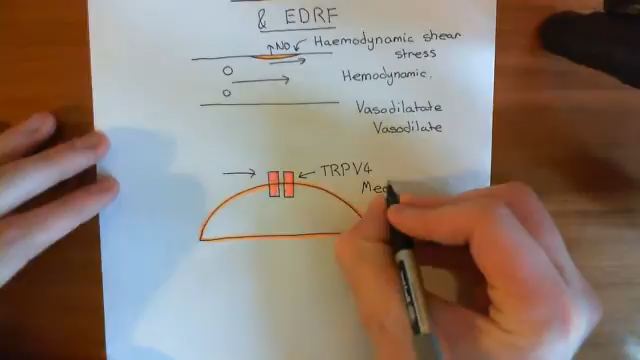 & EDRF
↑NO Haemodynamic shear
stress
Hemodynamic.
Vasodilatate
Vasodilate
TRPV4
Mec